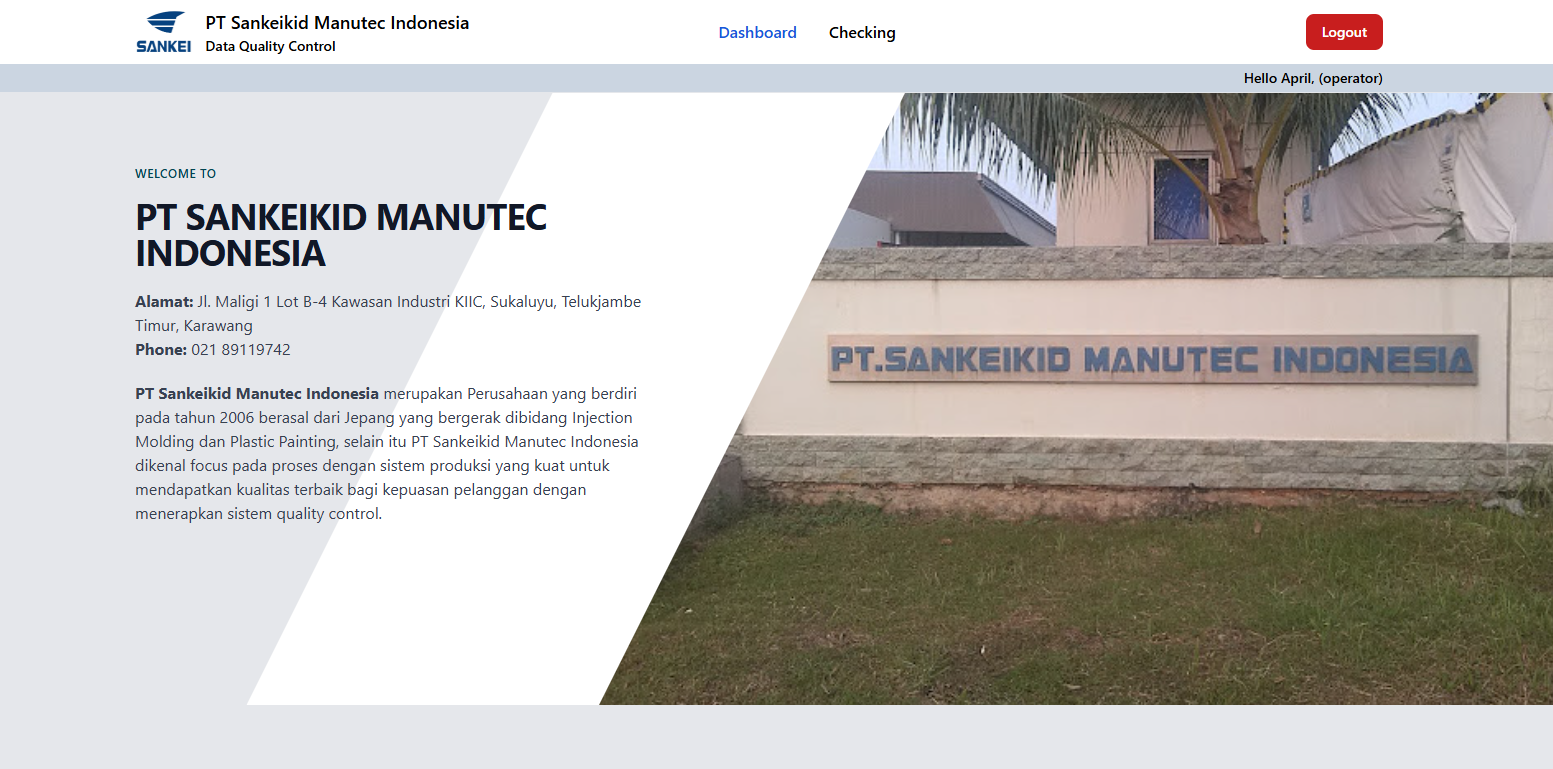 PT Sankeikid Manutec Indonesia
SANKEI
Data Quality Control
Dashboard
Checking
Logout
Hello April, (operator)
WELCOME TO
PT SANKEIKID MANUTEC
INDONESIA
Alamat: Jl. Maligi 1 Lot B-4 Kawasan Industri KIIC, Sukaluyu, Telukjambe
Timur, Karawang
Phone: 021 89119742
PT Sankeikid Manutec Indonesia merupakan Perusahaan yang berdiri
pada tahun 2006 berasal dari Jepang yang bergerak dibidang Injection
Molding dan Plastic Painting, selain itu PT Sankeikid Manutec Indonesia
dikenal focus pada proses dengan sistem produksi yang kuat untuk
mendapatkan kualitas terbaik bagi kepuasan pelanggan dengan
menerapkan sistem quality control.
PT.SANKEIKID MANUTEC INDONESIA